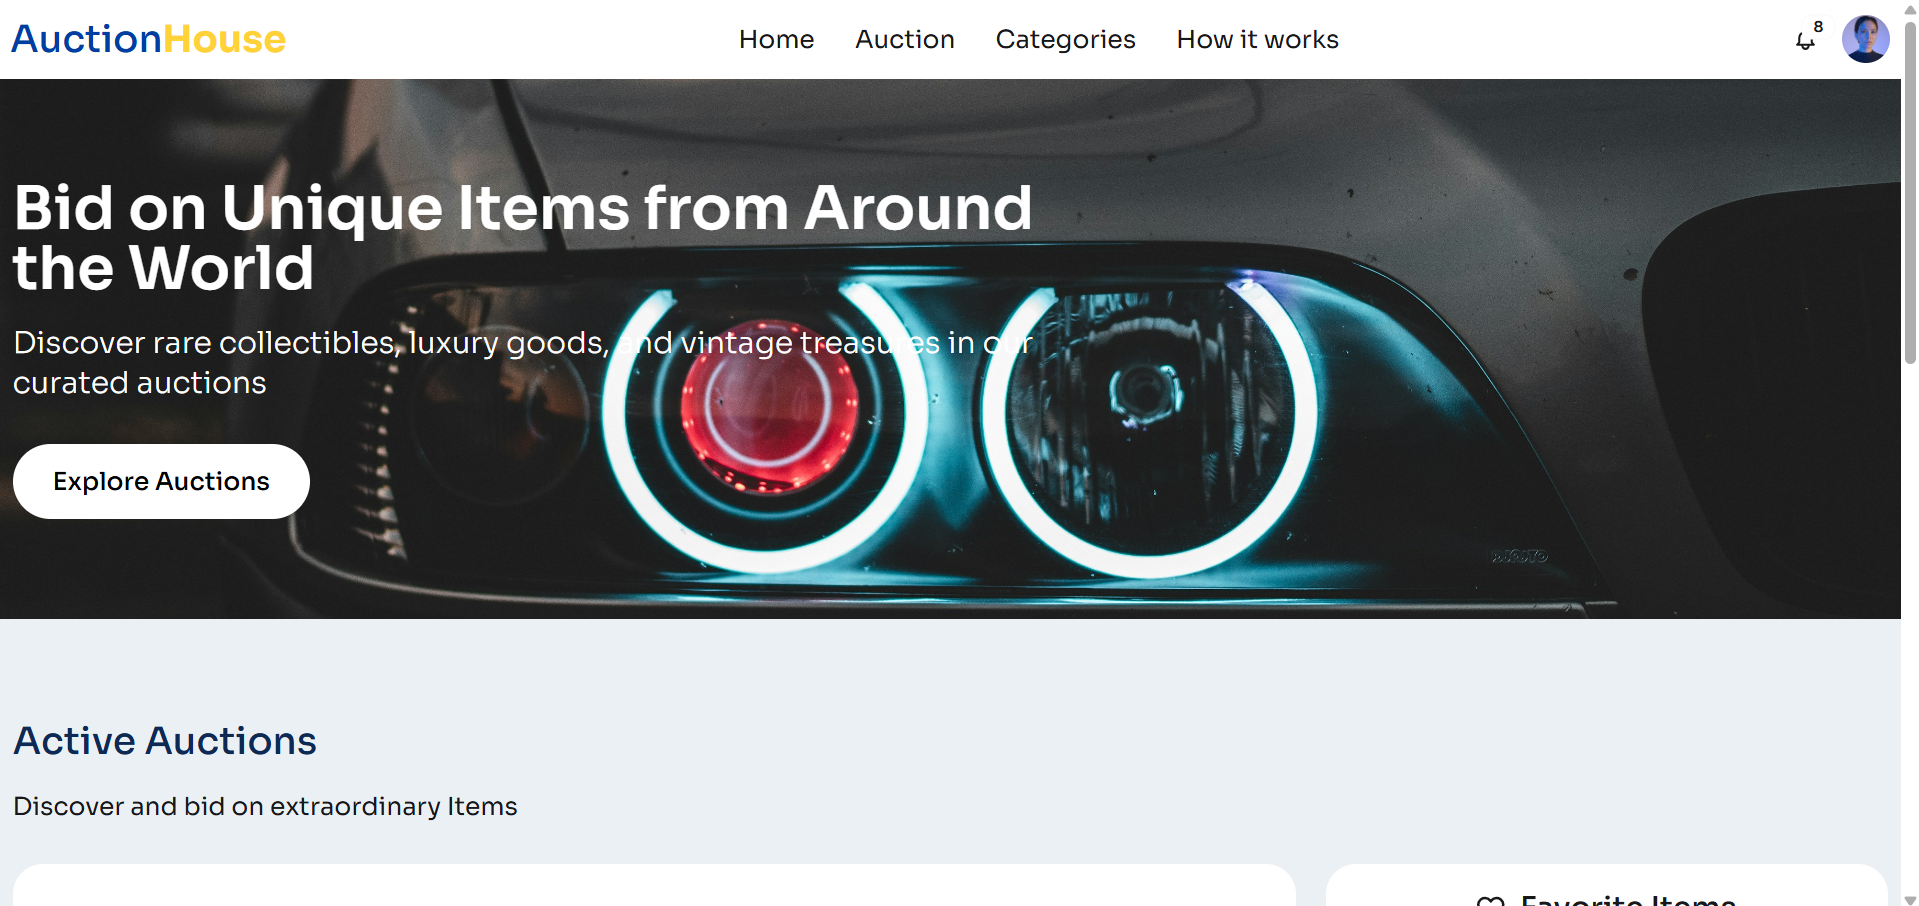 AuctionHouse
Home
Auction
Categories
How it works
8
Bid on Unique Items from Around
the World
Discover rare collectibles, luxury goods, and vintage treasures in our
curated auctions
Explore Auctions
Active Auctions
Discover and bid on extraordinary Items
Favorite Items